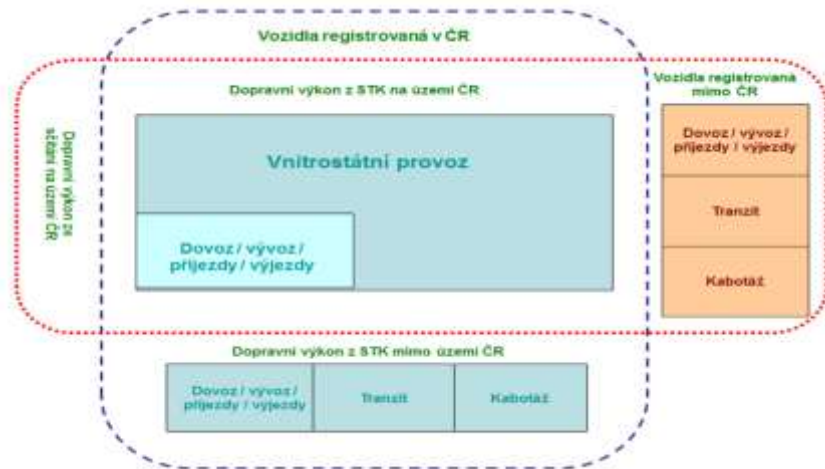 Vozidla registrovaná v ČR
Dopravní výkon z STK na území ČR
Vozidla registrovaná
mimo ČR
Dopravní výkon ze
sčítání na území ČR
Vnitrostátní provoz
Dovoz / vývoz /
příjezdy / výjezdy
Dovoz / vývoz /
příjezdy / výjezdy
Tranzit
Kabotáž
Dopravní výkon z STK mimo území ČR
Dovoz / vývoz /
příjezdy / výjezdy
Tranzit
Kabotáž